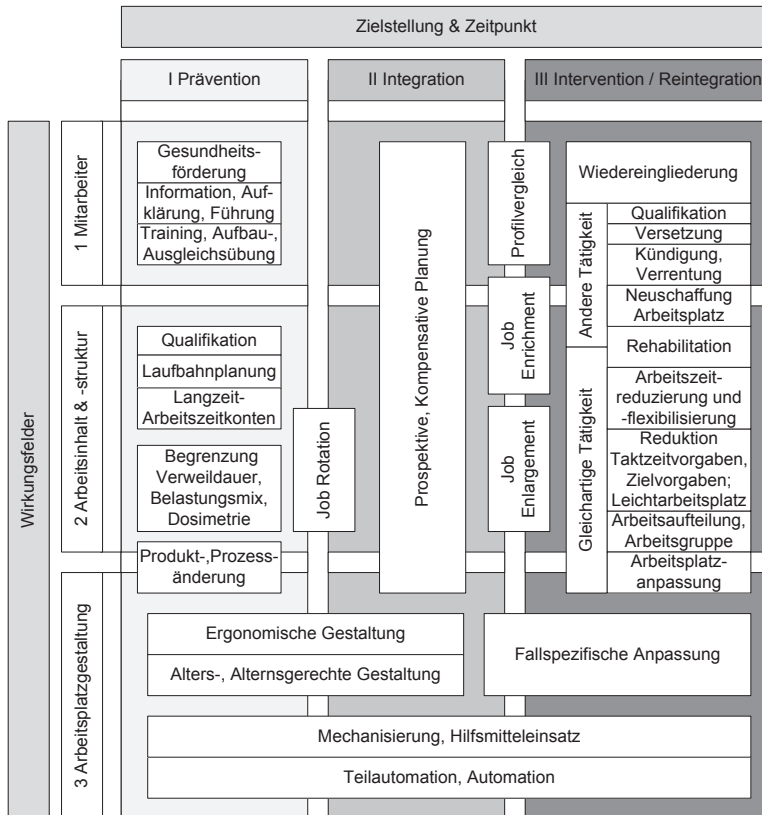 Zielstellung & Zeitpunkt
I Prävention
II Integration
III Intervention / Reintegration
Wirkungsfelder
1 Mitarbeiter
Gesundheits-
förderung
Information, Auf-
klärung, Führung
Training, Aufbau-,
Ausgleichsübung
2 Arbeitsinhalt & -struktur
Qualifikation
Laufbahnplanung
Langzeit-
Arbeitszeitkonten
Begrenzung
Verweildauer,
Belastungsmix,
Dosimetrie
Produkt-,Prozess-
änderung
Job Rotation
Prospektive, Kompensative Planung
Profilvergleich
Job
Enrichment
Job
Enlargement
Wiedereingliederung
Andere Tätigkeit
Qualifikation
Versetzung
Kündigung,
Verrentung
Neuschaffung
Arbeitsplatz
Gleichartige Tätigkeit
Rehabilitation
Arbeitszeit-
reduzierung und
-flexibilisierung
Reduktion
Taktzeitvorgaben,
Zielvorgaben;
Leichtarbeitsplatz
Arbeitsaufteilung,
Arbeitsgruppe
Arbeitsplatz-
anpassung
3 Arbeitsplatzgestaltung
Ergonomische Gestaltung
Alters-, Alternsgerechte Gestaltung
Fallspezifische Anpassung
Mechanisierung, Hilfsmitteleinsatz
Teilautomation, Automation